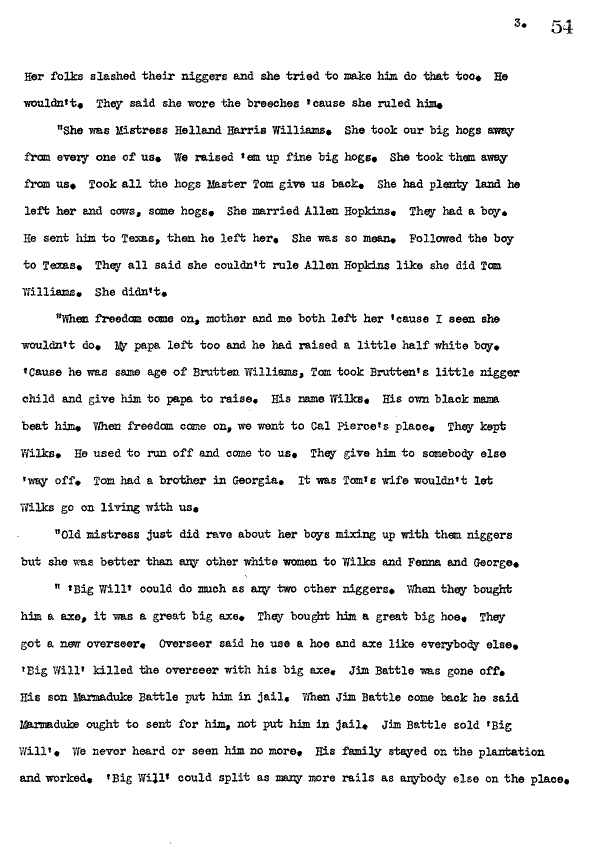 3. 54
Her folks slashed their niggers and she tried to make him do that too. He
wouldn't. They said she wore the breeches 'cause she ruled him.
"She was Mistress Helland Harris Williams. She took our big hogs away
from every one of us. We raised 'em up fine big hogs. She took them away
from us. Took all the hogs Master Tom give us back. She had plenty land he
left her and cows, some hogs. She married Allen Hopkins. They had a boy.
He sent him to Texas, then he left her. She was so mean. Followed the boy
to Texas. They all said she couldn't rule Allen Hopkins like she did Tom
Williams. She didn't.
"When freedom come on, mother and me both left her 'cause I seen she
wouldn't do. My papa left too and he had raised a little half white boy.
'Cause he was same age of Brutten Williams, Tom took Brutten's little nigger
child and give him to papa to raise. His name Wilks. His own black mama
beat him. When freedom come on, we went to Cal Pierce's place. They kept
Wilks. He used to run off and come to us. They give him to somebody else
'way off. Tom had a brother in Georgia. It was Tom's wife wouldn't let
Wilks go on living with us.
"Old mistress just did rave about her boys mixing up with them niggers
but she was better than any other white women to Wilks and Fenna and George.
" 'Big Will' could do much as any two other niggers. When they bought
him a axe, it was a great big axe. They bought him a great big hoe. They
got a new overseer. Overseer said he use a hoe and axe like everybody else.
'Big Will' killed the overseer with his big axe. Jim Battle was gone off.
His son Marmaduke Battle put him in jail. When Jim Battle come back he said
Marmaduke ought to sent for him, not put him in jail. Jim Battle sold 'Big
Will'. We never heard or seen him no more. His family stayed on the plantation
and worked. 'Big Will' could split as many more rails as anybody else on the place.